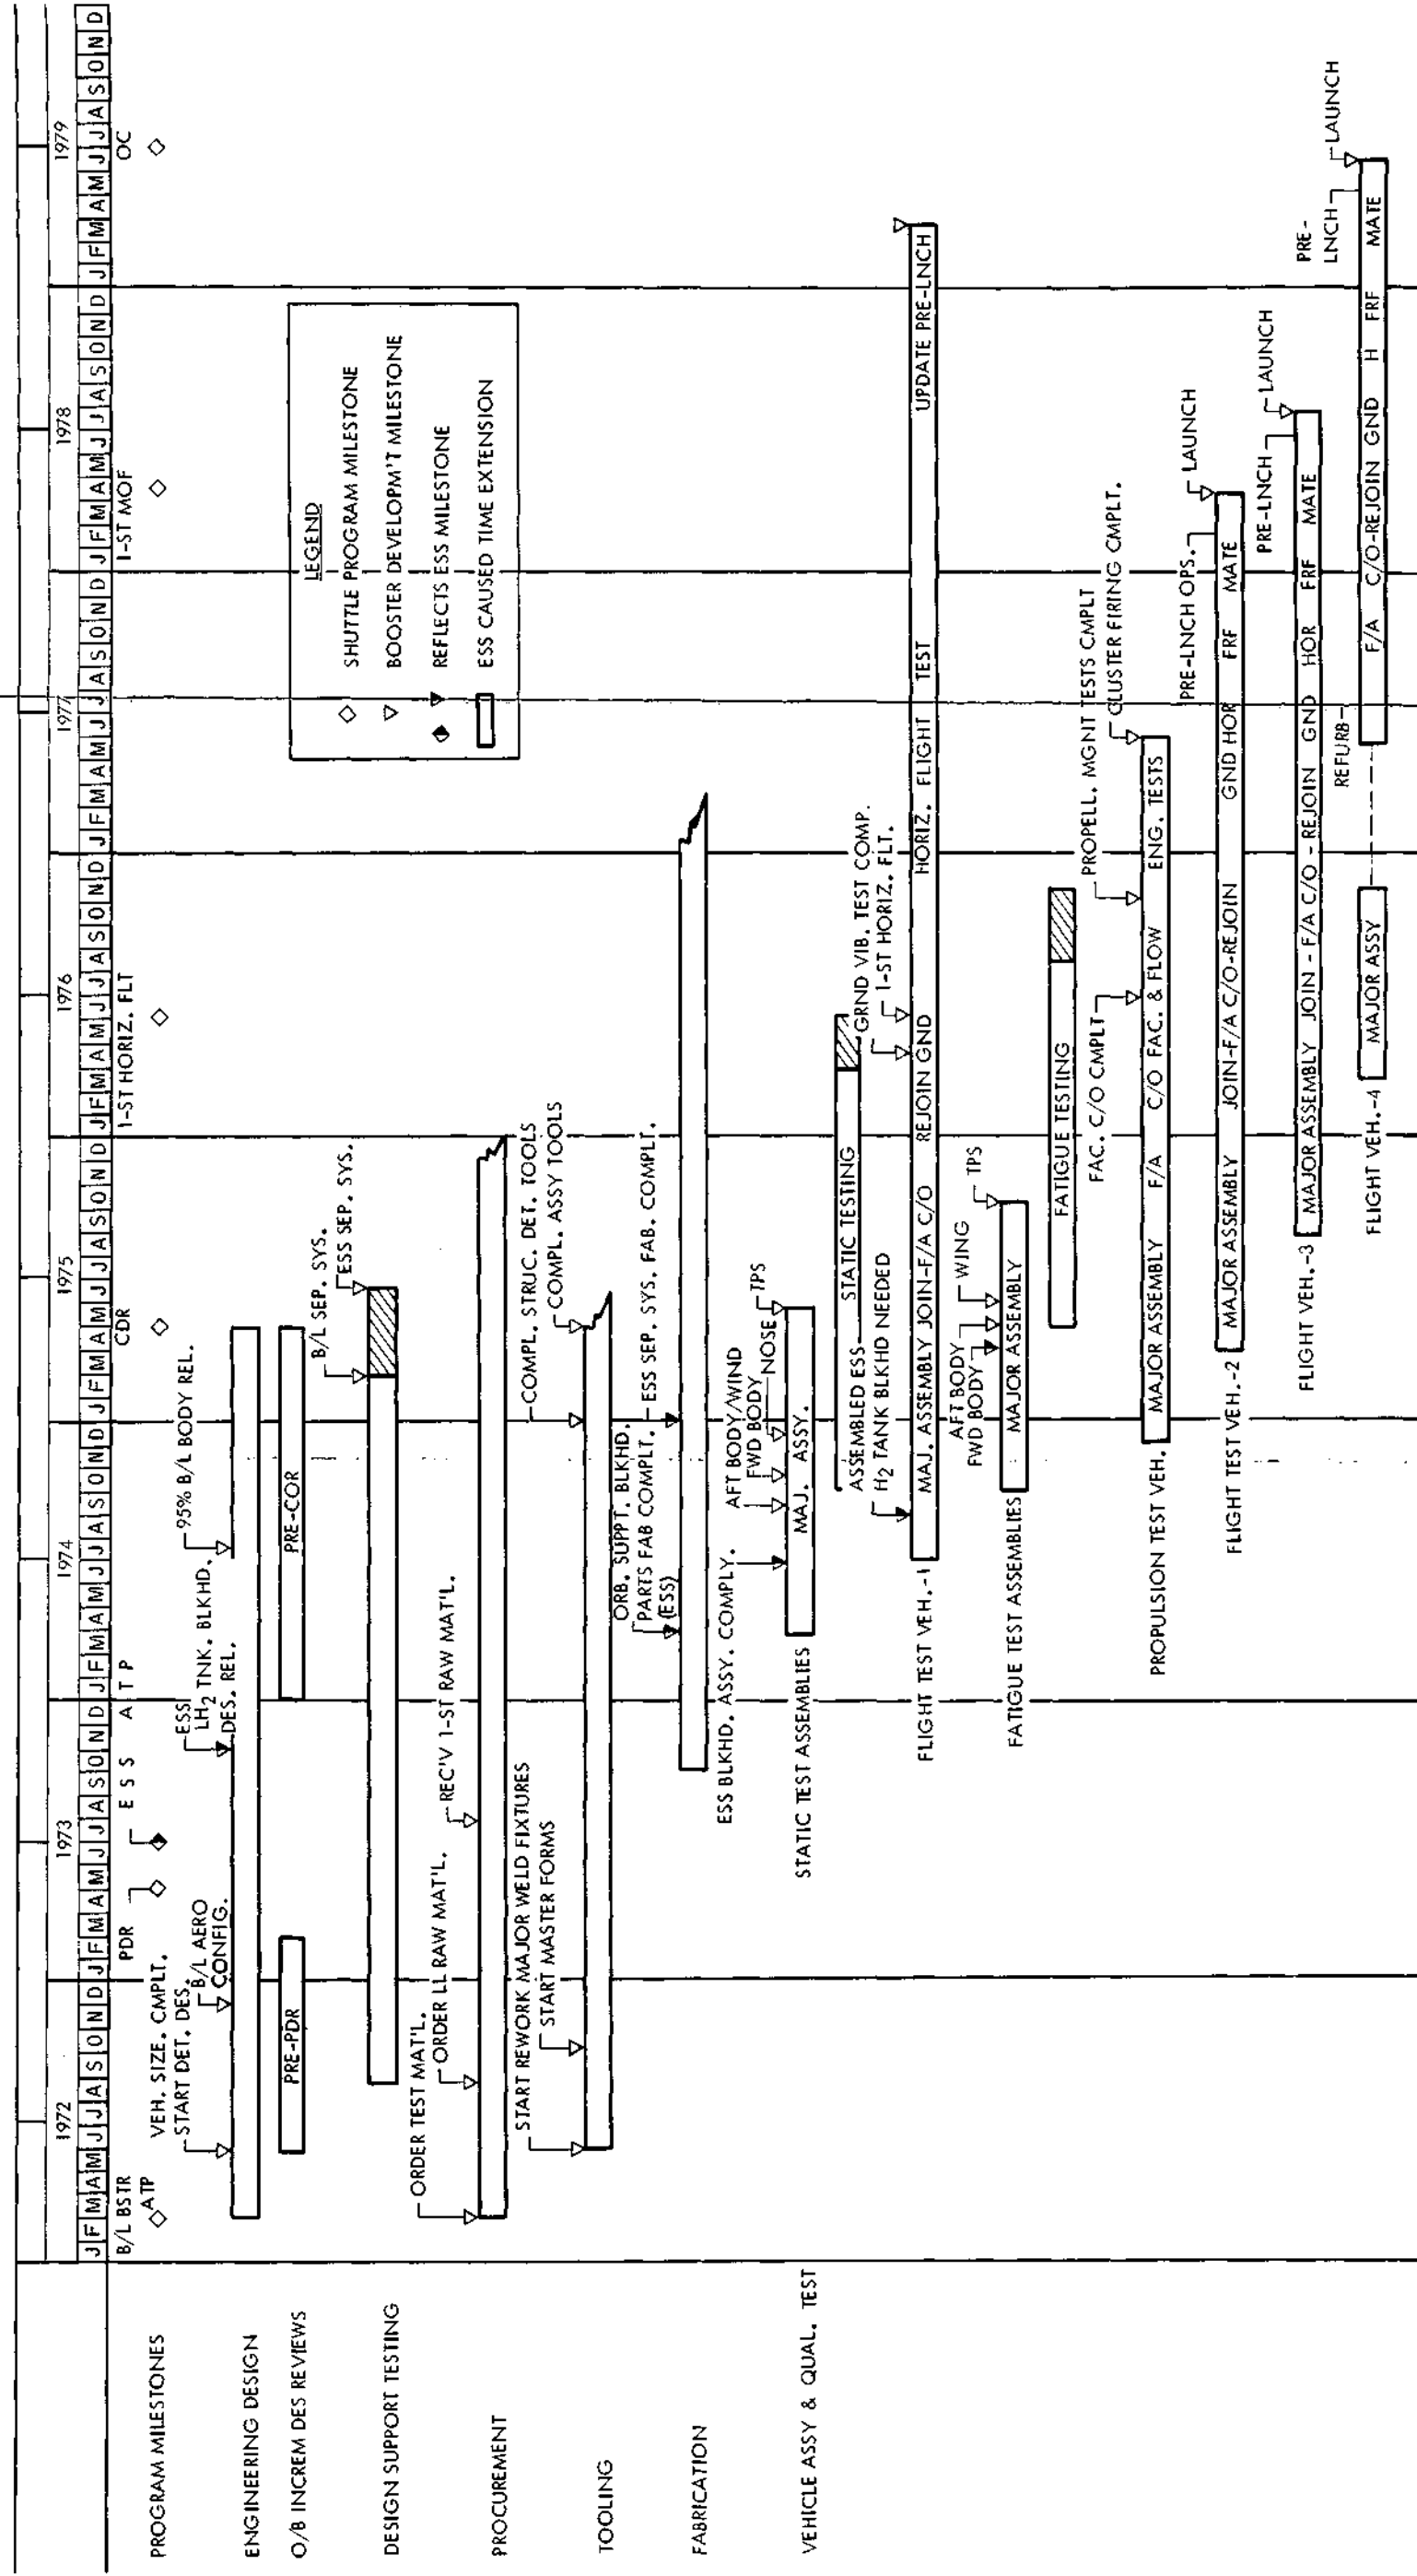 1972 1973 1974 1975 1976 1977 1978 1979
J F M A M J J A S O N D J F M A M J J A S O N D J F M A M J J A S O N D J F M A M J J A S O N D J F M A M J J A S O N D J F M A M J J A S O N D J F M A M J J A S O N D J F M A M J J A S O N D
PROGRAM MILESTONES
B/L BSTR
ATP
VEH. SIZE. CMPLT.
PDR
E S S A T P
CDR
1-ST HORIZ. FLT
1-ST MOF
OC
ENGINEERING DESIGN
START DET. DES.
B/L AERO
CONFIG.
ESS
LH2 TNK. BLKHD.
DES. REL.
95% B/L BODY REL.
O/B INCREM DES REVIEWS
PRE-PDR
PRE-COR
DESIGN SUPPORT TESTING
B/L SEP. SYS.
ESS SEP. SYS.
LEGEND
SHUTTLE PROGRAM MILESTONE
BOOSTER DEVELOPM'T MILESTONE
REFLECTS ESS MILESTONE
ESS CAUSED TIME EXTENSION
PROCUREMENT
ORDER TEST MAT'L.
ORDER LL RAW MAT'L.
REC'V 1-ST RAW MAT'L.
TOOLING
START REWORK MAJOR WELD FIXTURES
START MASTER FORMS
COMPL. STRUC. DET. TOOLS
COMPL. ASSY TOOLS
FABRICATION
ORB. SUPPT. BLKHD.
PARTS FAB COMPLT.
(ESS)
ESS SEP. SYS. FAB. COMPLT.
VEHICLE ASSY & QUAL. TEST
ESS BLKHD. ASSY. COMPLY.
AFT BODY/WIND
FWD BODY
NOSE
TPS
MAJ. ASSY.
STATIC TEST ASSEMBLIES
STATIC TESTING
ASSEMBLED ESS
H2 TANK BLKHD NEEDED
GRND VIB. TEST COMP.
1-ST HORIZ. FLT.
MAJ. ASSEMBLY JOIN-F/A C/O REJOIN GND HORIZ. FLIGHT TEST UPDATE PRE-LNCH
FLIGHT TEST VEH.-1
AFT BODY
FWD BODY
WING
TPS
MAJOR ASSEMBLY
FATIGUE TEST ASSEMBLIES
FATIGUE TESTING
FAC. C/O CMPLT
PROPELL. MGNT TESTS CMPLT
CLUSTER FIRING CMPLT.
MAJOR ASSEMBLY F/A C/O FAC. & FLOW ENG. TESTS
PROPULSION TEST VEH.
PRE-LNCH OPS.
LAUNCH
MAJOR ASSEMBLY JOIN-F/A C/O-REJOIN GND HOR FRF MATE
FLIGHT TEST VEH.-2
PRE-LNCH
LAUNCH
MAJOR ASSEMBLY JOIN - F/A C/O - REJOIN GND HOR FRF MATE
FLIGHT VEH.-3
REFURB
PRE-
LNCH
LAUNCH
MAJOR ASSY F/A C/O-REJOIN GND H FRF MATE
FLIGHT VEH.-4